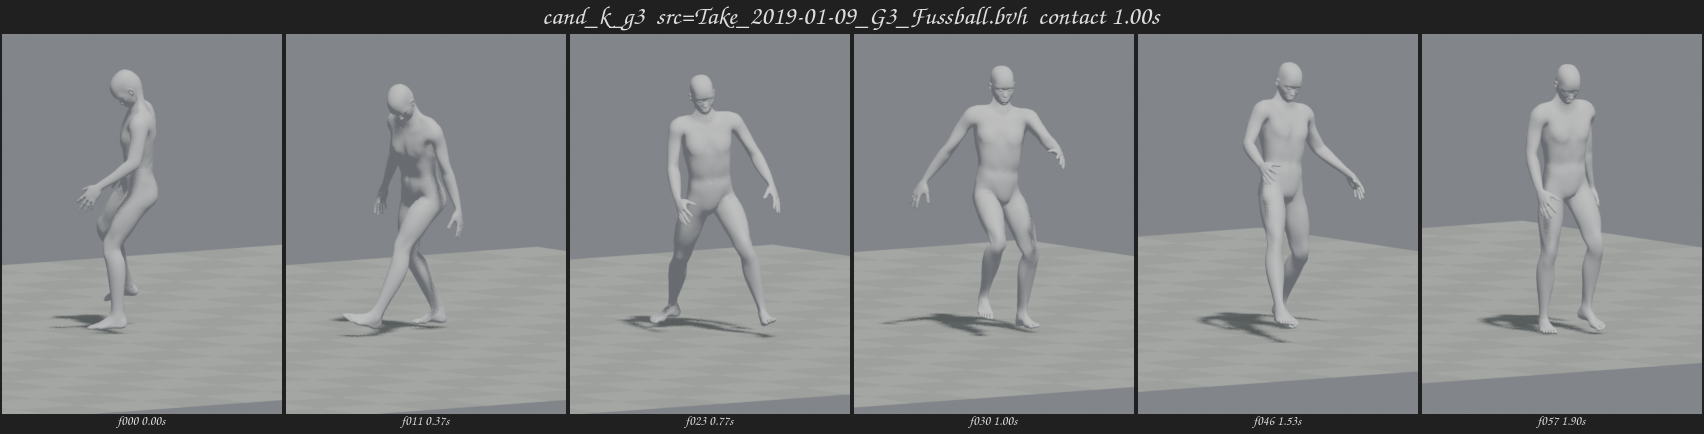 cand_k_g3 src=Take_2019-01-09_G3_Fussball.bvh contact 1.00s
f000 0.00s
f011 0.37s
f023 0.77s
f030 1.00s
f046 1.53s
f057 1.90s